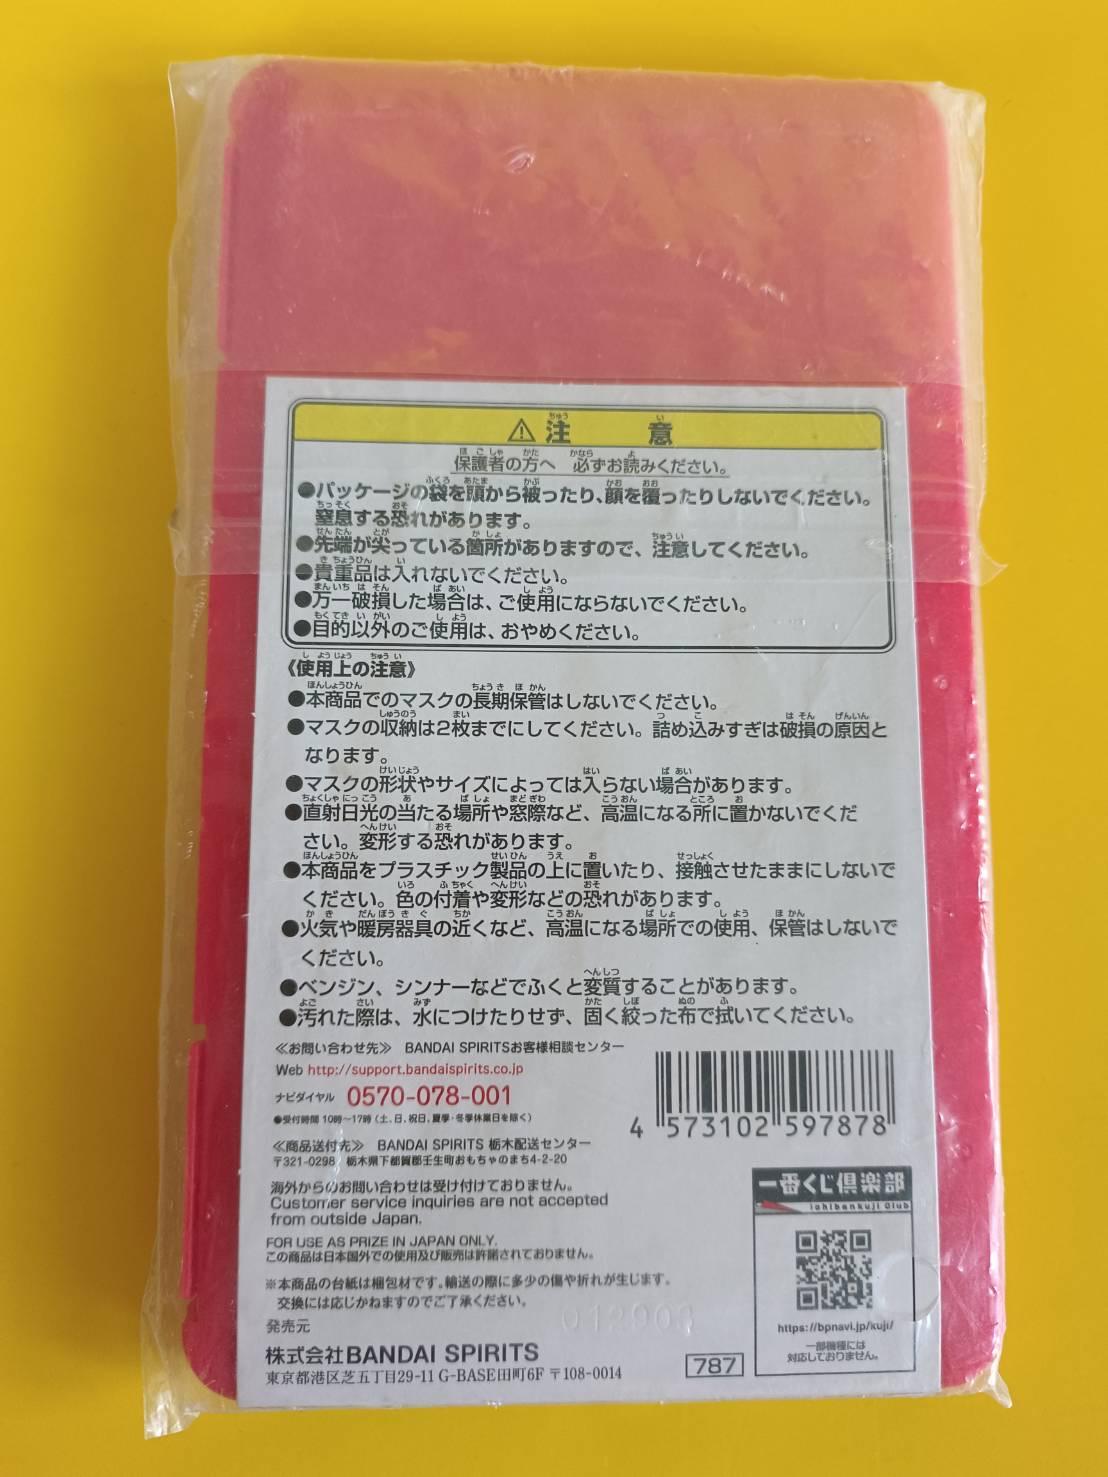 ⚠注意
保護者の方へ 必ずお読みください。
●パッケージの袋を頭から被ったり、顔を覆ったりしないでください。
窒息する恐れがあります。
●先端が尖っている箇所がありますので、注意してください。
●貴重品は入れないでください。
●万一破損した場合は、ご使用にならないでください。
●目的以外のご使用は、おやめください。
《使用上の注意》
●本商品でのマスクの長期保管はしないでください。
●マスクの収納は2枚までにしてください。詰め込みすぎは破損の原因と
なります。
●マスクの形状やサイズによっては入らない場合があります。
●直射日光の当たる場所や窓際など、高温になる所に置かないでくだ
さい。変形する恐れがあります。
●本商品をプラスチック製品の上に置いたり、接触させたままにしないで
ください。色の付着や変形などの恐れがあります。
●火気や暖房器具の近くなど、高温になる場所での使用、保管はしないで
ください。
●ベンジン、シンナーなどでふくと変質することがあります。
●汚れた際は、水につけたりせず、固く絞った布で拭いてください。
≪お問い合わせ先≫ BANDAI SPIRITSお客様相談センター
Web http://support.bandaispirits.co.jp
ナビダイヤル 0570-078-001
●受付時間 10時～17時（土、日、祝日、夏季・冬季休業日を除く）
≪商品送付先≫ BANDAI SPIRITS 栃木配送センター
〒321-0298 栃木県下都賀郡壬生町おもちゃのまち4-2-20
海外からのお問い合わせは受け付けておりません。
Customer service inquiries are not accepted
from outside Japan.
FOR USE AS PRIZE IN JAPAN ONLY.
この商品は日本国外での使用及び販売は許諾されておりません。
※本商品の台紙は梱包材です。輸送の際に多少の傷や折れが生じます。
交換には応じかねますのでご了承ください。
発売元
株式会社BANDAI SPIRITS
東京都港区芝五丁目29-11 G-BASE田町6F 〒108-0014
787
4 573102 597878
一番くじ倶楽部
ichibankuji Club
https://bpnavi.jp/kuji/
一部機種には
対応しておりません。